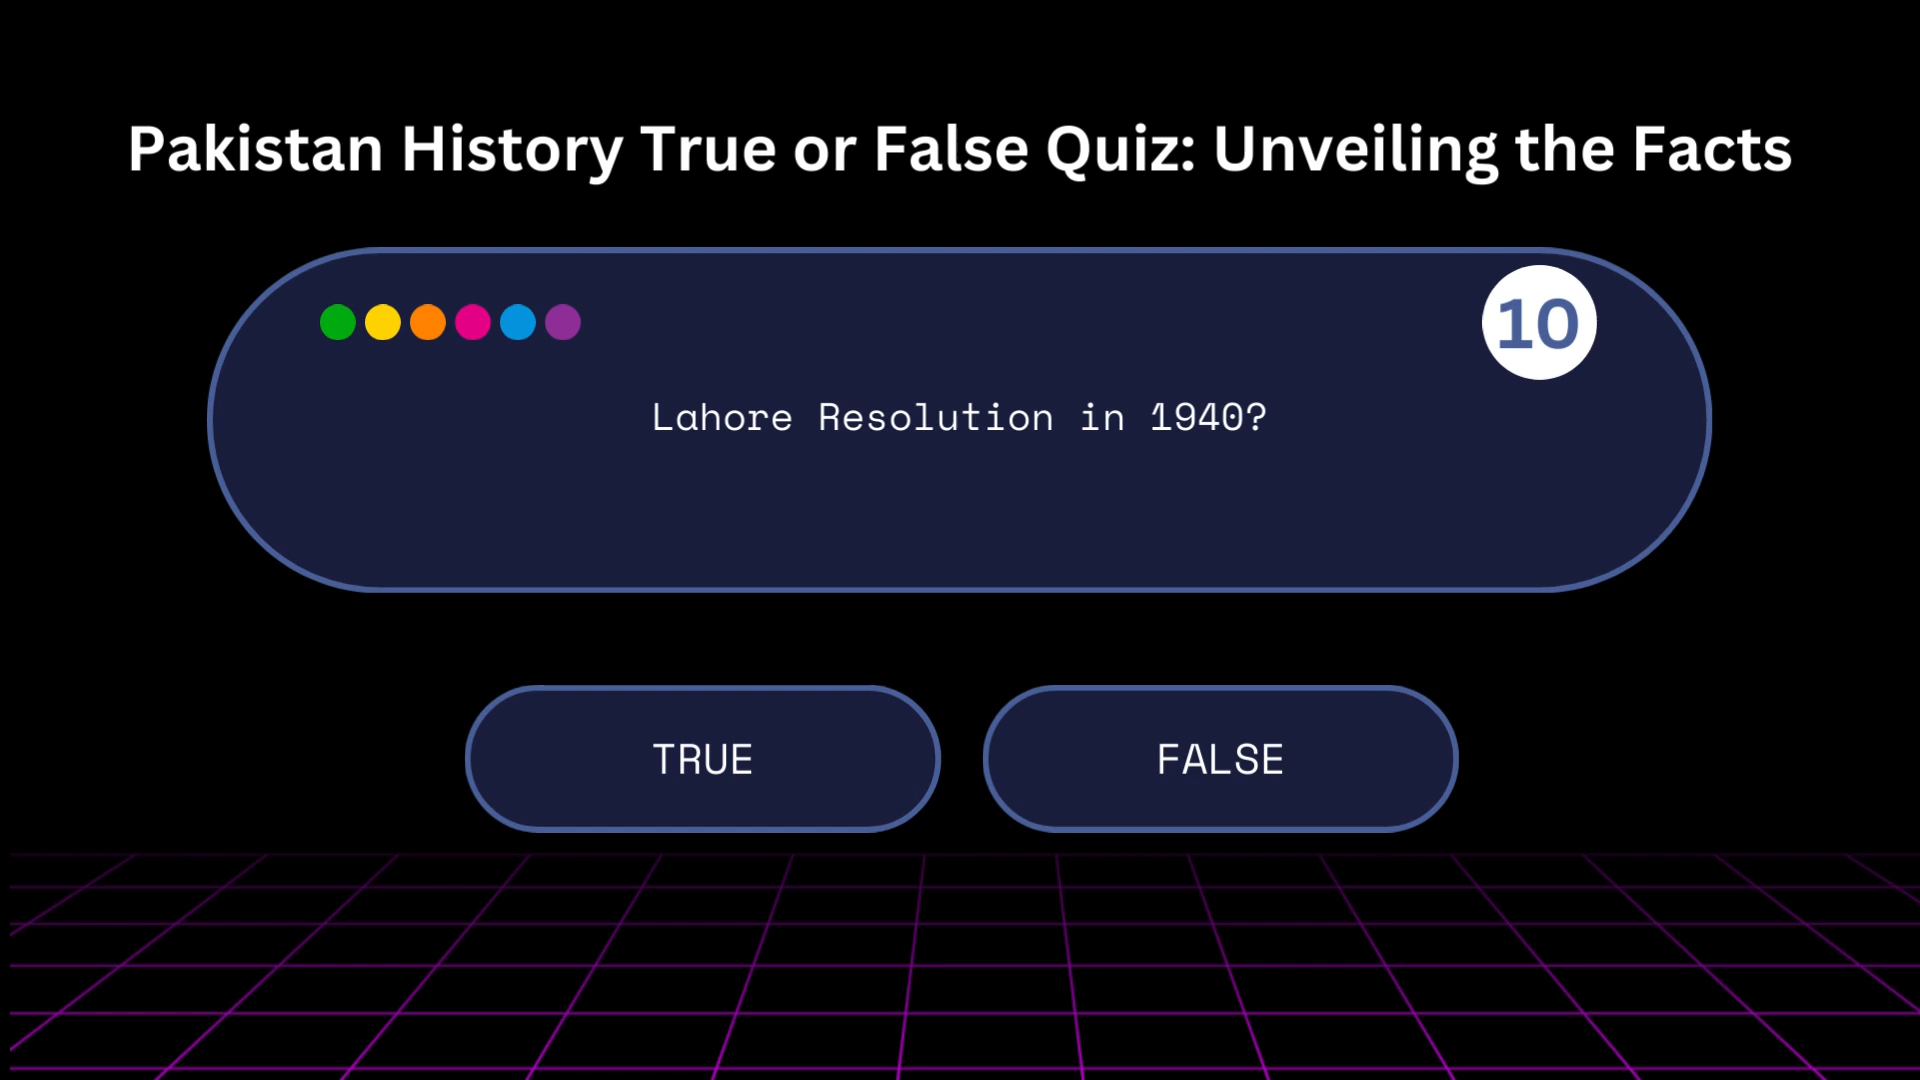 Pakistan History True or False Quiz: Unveiling the Facts
10
Lahore Resolution in 1940?
TRUE
FALSE